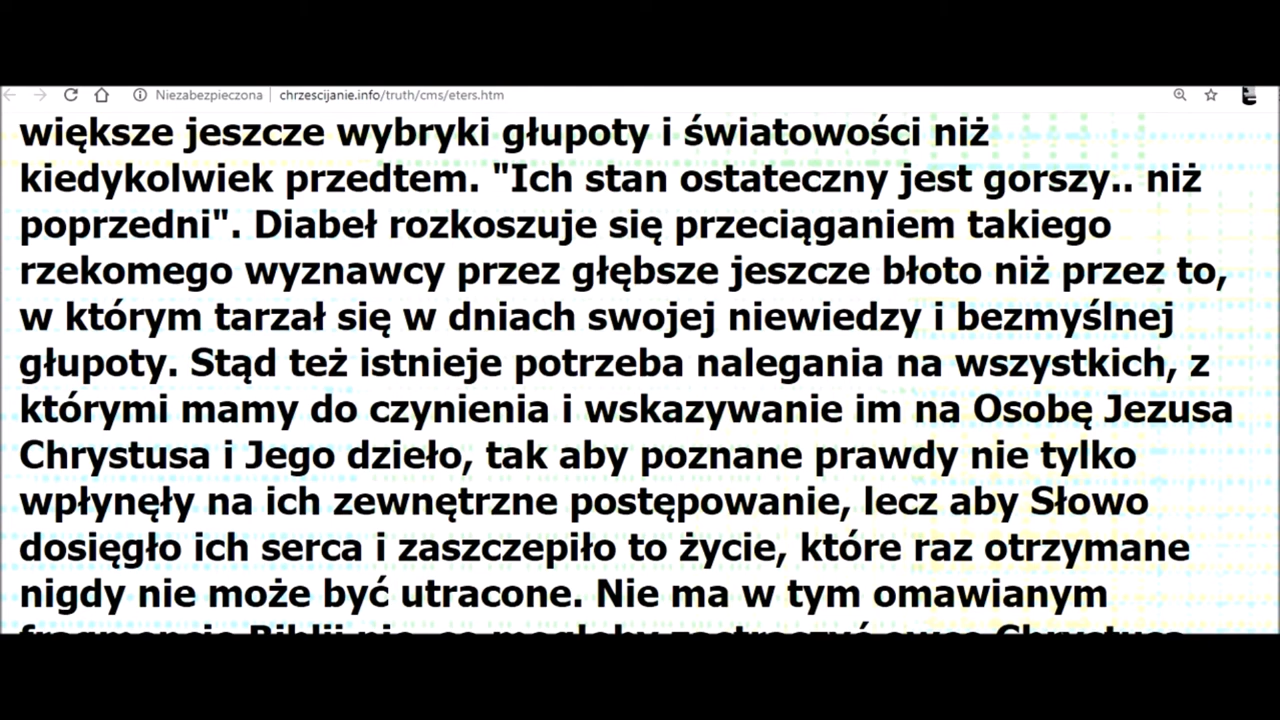 Niezabezpieczona chrzescijanie.info/truth/cms/eters.htm
większe jeszcze wybryki głupoty i światowości niż
kiedykolwiek przedtem. "Ich stan ostateczny jest gorszy.. niż
poprzedni". Diabeł rozkoszuje się przeciąganiem takiego
rzekomego wyznawcy przez głębsze jeszcze błoto niż przez to,
w którym tarzał się w dniach swojej niewiedzy i bezmyślnej
głupoty. Stąd też istnieje potrzeba nalegania na wszystkich, z
którymi mamy do czynienia i wskazywanie im na Osobę Jezusa
Chrystusa i Jego dzieło, tak aby poznane prawdy nie tylko
wpłynęły na ich zewnętrzne postępowanie, lecz aby Słowo
dosięgło ich serca i zaszczepiło to życie, które raz otrzymane
nigdy nie może być utracone. Nie ma w tym omawianym